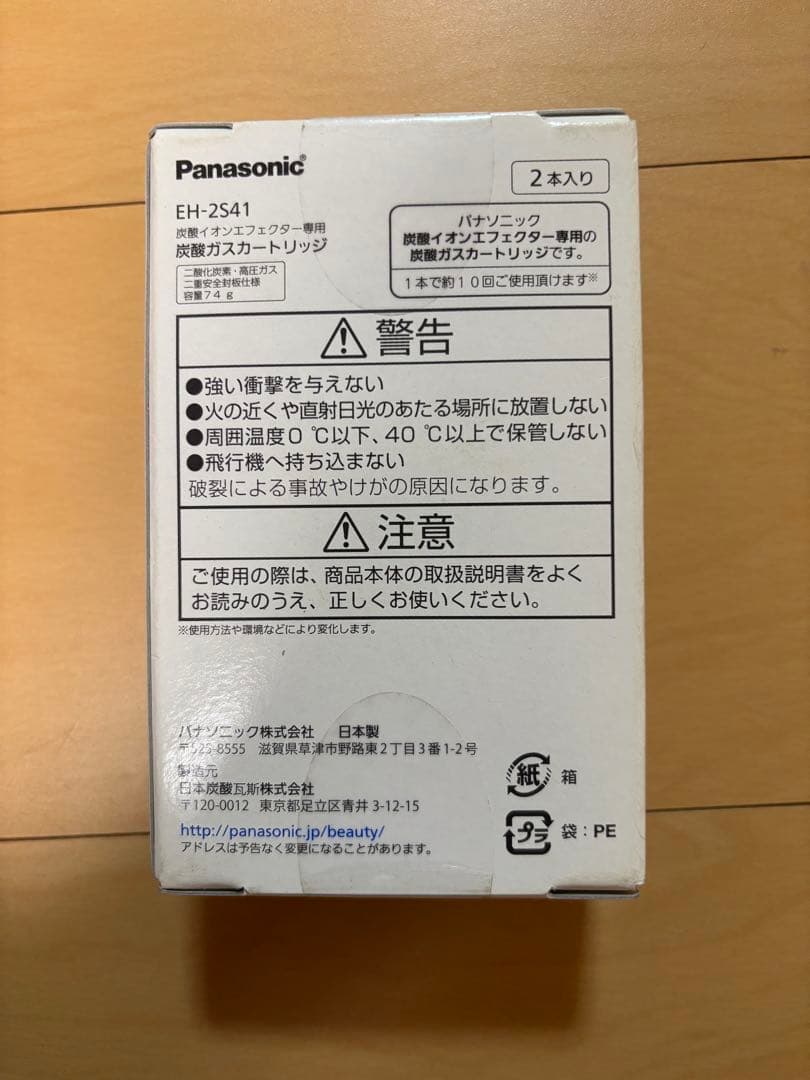 Panasonic®
2本入り
EH-2S41
炭酸イオンエフェクター専用
炭酸ガスカートリッジ
二酸化炭素・高圧ガス
二重安全封板仕様
容量74g
パナソニック
炭酸イオンエフェクター専用の
炭酸ガスカートリッジです。
1本で約10回ご使用頂けます※
警告
●強い衝撃を与えない
●火の近くや直射日光のあたる場所に放置しない
●周囲温度0℃以下、40℃以上で保管しない
●飛行機へ持ち込まない
破裂による事故やけがの原因になります。
注意
ご使用の際は、商品本体の取扱説明書をよく
お読みのうえ、正しくお使いください。
※使用方法や環境などにより変化します。
パナソニック株式会社 日本製
〒525-8555 滋賀県草津市野路東2丁目3番1-2号
製造元
日本炭酸瓦斯株式会社
〒120-0012 東京都足立区青井 3-12-15
http://panasonic.jp/beauty/
アドレスは予告なく変更になることがあります。
紙 箱
プラ 袋：PE